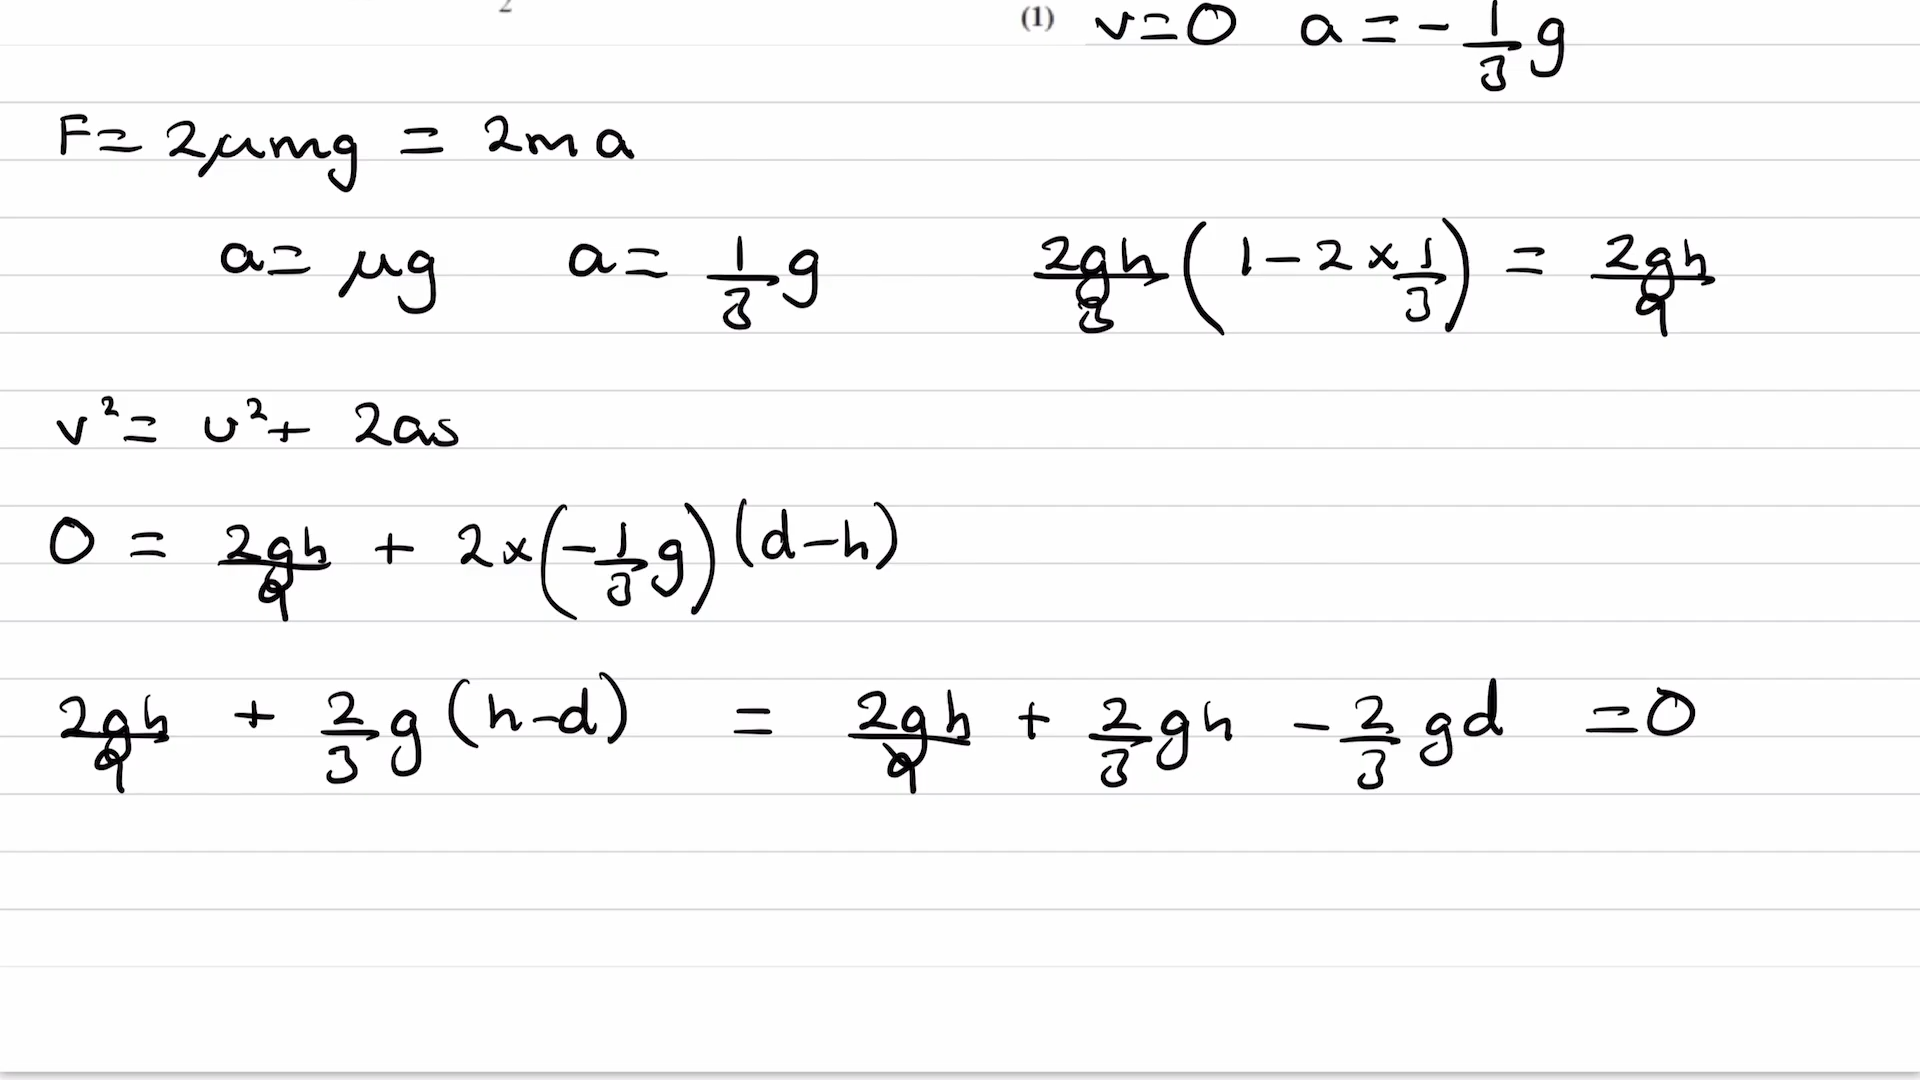 2
(1) v=0 a=-1/3 g
F= 2μmg = 2ma
a= μg a= 1/3 g 2gh/3 (1-2×1/3) = 2gh/9
v²= u²+ 2as
0 = 2gh/9 + 2×(-1/3 g)(d-h)
2gh/9 + 2/3 g(h-d) = 2gh/9 + 2/3 gh - 2/3 gd =0